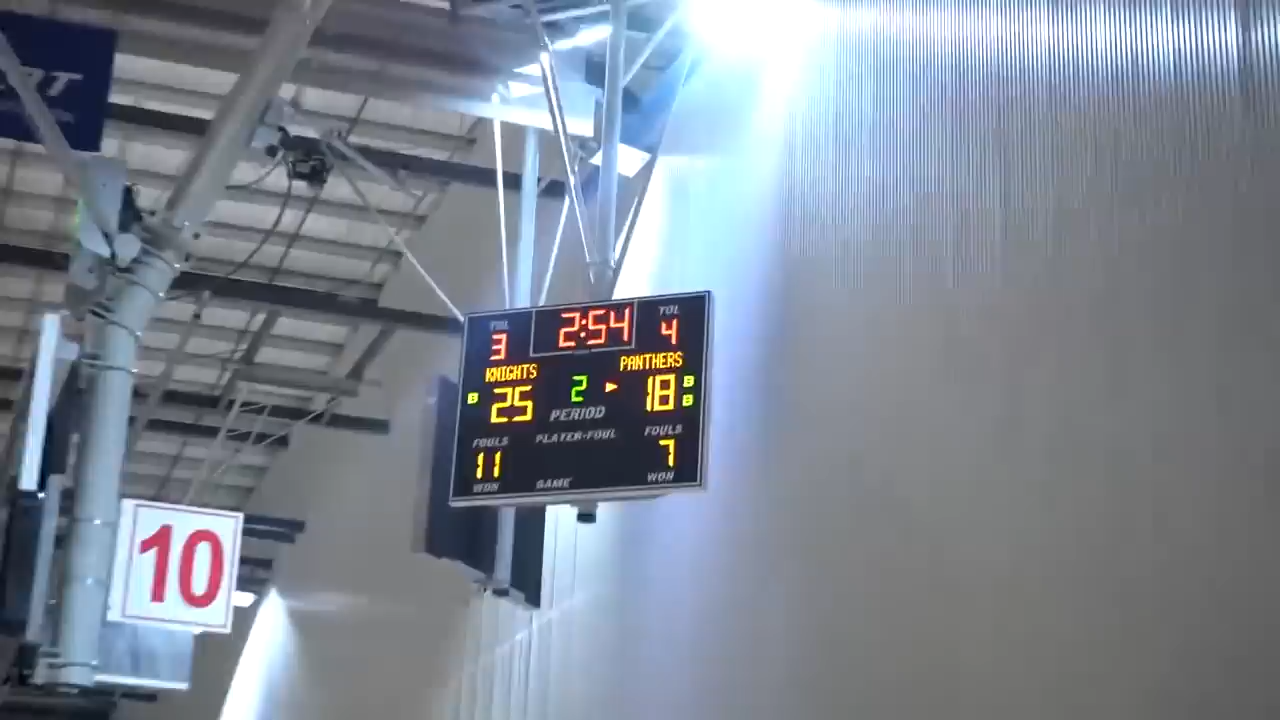 RT
TOL
2:54
TOL
3
4
KNIGHTS
PANTHERS
B
25
2
18
B
B
PERIOD
FOULS
PLAYER-FOUL
FOULS
11
7
WON
GAME
WON
10